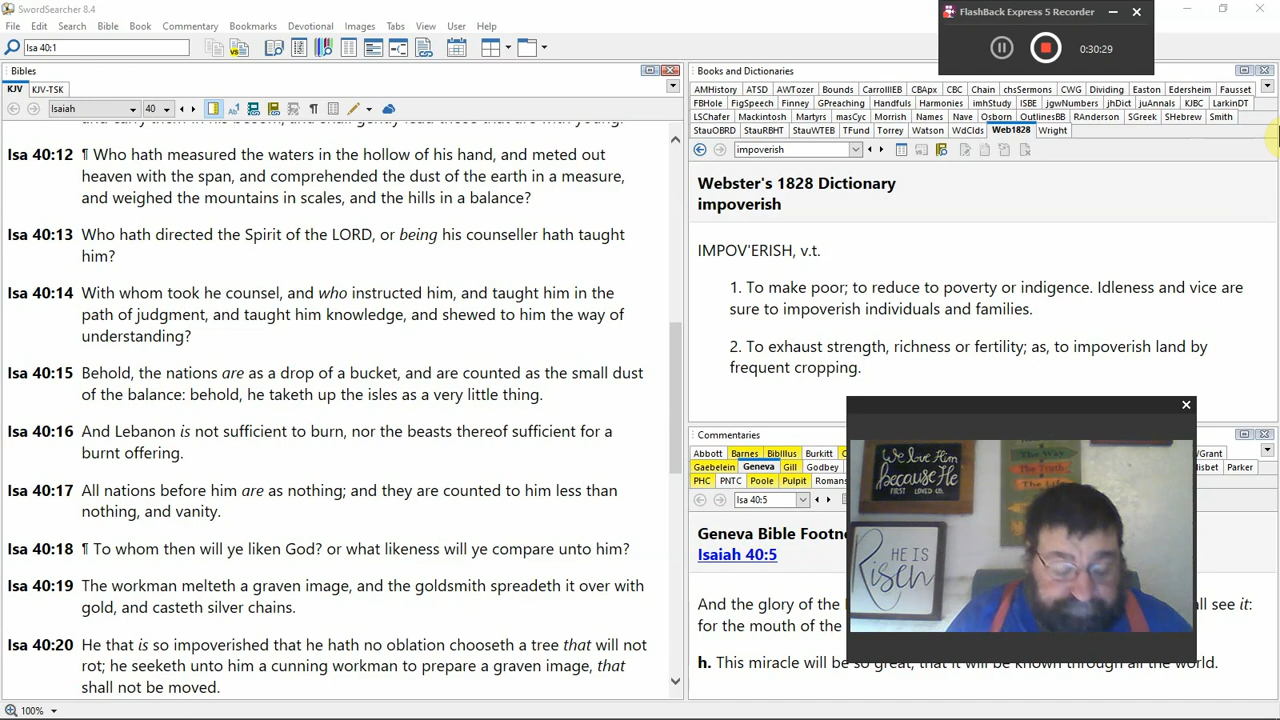 SwordSearcher 8.4
File Edit Search Bible Book Commentary Bookmarks Devotional Images Tabs View User Help
Isa 40:1
FlashBack Express 5 Recorder
0:30:29
Bibles
KJV KJV-TSK
Isaiah 40
Isa 40:12 ¶ Who hath measured the waters in the hollow of his hand, and meted out
heaven with the span, and comprehended the dust of the earth in a measure,
and weighed the mountains in scales, and the hills in a balance?
Isa 40:13 Who hath directed the Spirit of the LORD, or being his counseller hath taught
him?
Isa 40:14 With whom took he counsel, and who instructed him, and taught him in the
path of judgment, and taught him knowledge, and shewed to him the way of
understanding?
Isa 40:15 Behold, the nations are as a drop of a bucket, and are counted as the small dust
of the balance: behold, he taketh up the isles as a very little thing.
Isa 40:16 And Lebanon is not sufficient to burn, nor the beasts thereof sufficient for a
burnt offering.
Isa 40:17 All nations before him are as nothing; and they are counted to him less than
nothing, and vanity.
Isa 40:18 ¶ To whom then will ye liken God? or what likeness will ye compare unto him?
Isa 40:19 The workman melteth a graven image, and the goldsmith spreadeth it over with
gold, and casteth silver chains.
Isa 40:20 He that is so impoverished that he hath no oblation chooseth a tree that will not
rot; he seeketh unto him a cunning workman to prepare a graven image, that
shall not be moved.
100%
Books and Dictionaries
AMHistory ATSD AWTozer Bounds CarrollIEB CBApx CBC Chain chsSermons CWG Dividing Easton Edersheim Fausset
FBHole FigSpeech Finney GPreaching Handfuls Harmonies imhStudy ISBE jgwNumbers jhDict juAnnals KJBC LarkinDT
LSChafer Mackintosh Martyrs masCyc Morrish Names Nave Osborn OutlinesBB RAnderson SGreek SHebrew Smith
StauOBRD StauRBHT StauWTEB TFund Torrey Watson WdClds Web1828 Wright
impoverish
Webster's 1828 Dictionary
impoverish
IMPOV'ERISH, v.t.
1. To make poor; to reduce to poverty or indigence. Idleness and vice are
sure to impoverish individuals and families.
2. To exhaust strength, richness or fertility; as, to impoverish land by
frequent cropping.
Commentaries
Abbott Barnes BibIllus Burkitt
Gaebelein Geneva Gill Godbey
PHC PNTC Poole Pulpit Romans
Grant
Parker
Isa 40:5
Geneva Bible Footn
Isaiah 40:5
And the glory of the
all see it:
for the mouth of the
h. This miracle will be so great, that it will be known through all the world.
We love Him
because He
FIRST LOVED US
The Way
The Truth
The Life
HE IS
Risen